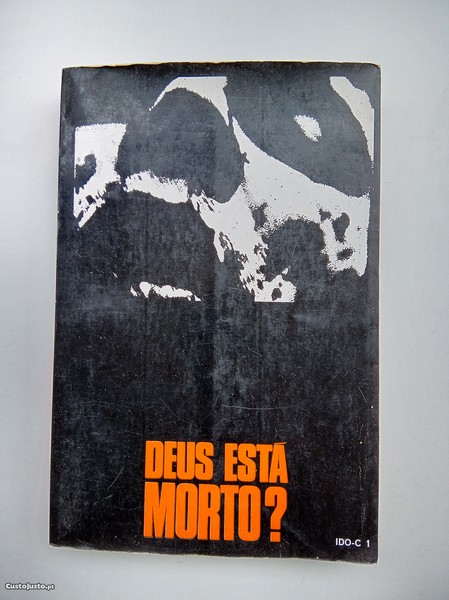 DEUS ESTÁ
MORTO?
IDO-C 1
CustoJusto.pt